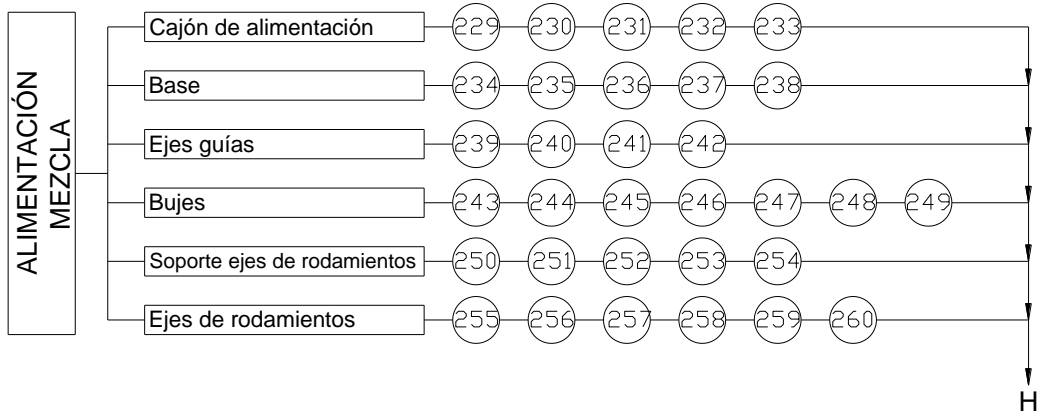 ALIMENTACIÓN
MEZCLA
Cajón de alimentación 229 230 231 232 233
Base 234 235 236 237 238
Ejes guías 239 240 241 242
Bujes 243 244 245 246 247 248 249
Soporte ejes de rodamientos 250 251 252 253 254
Ejes de rodamientos 255 256 257 258 259 260
H